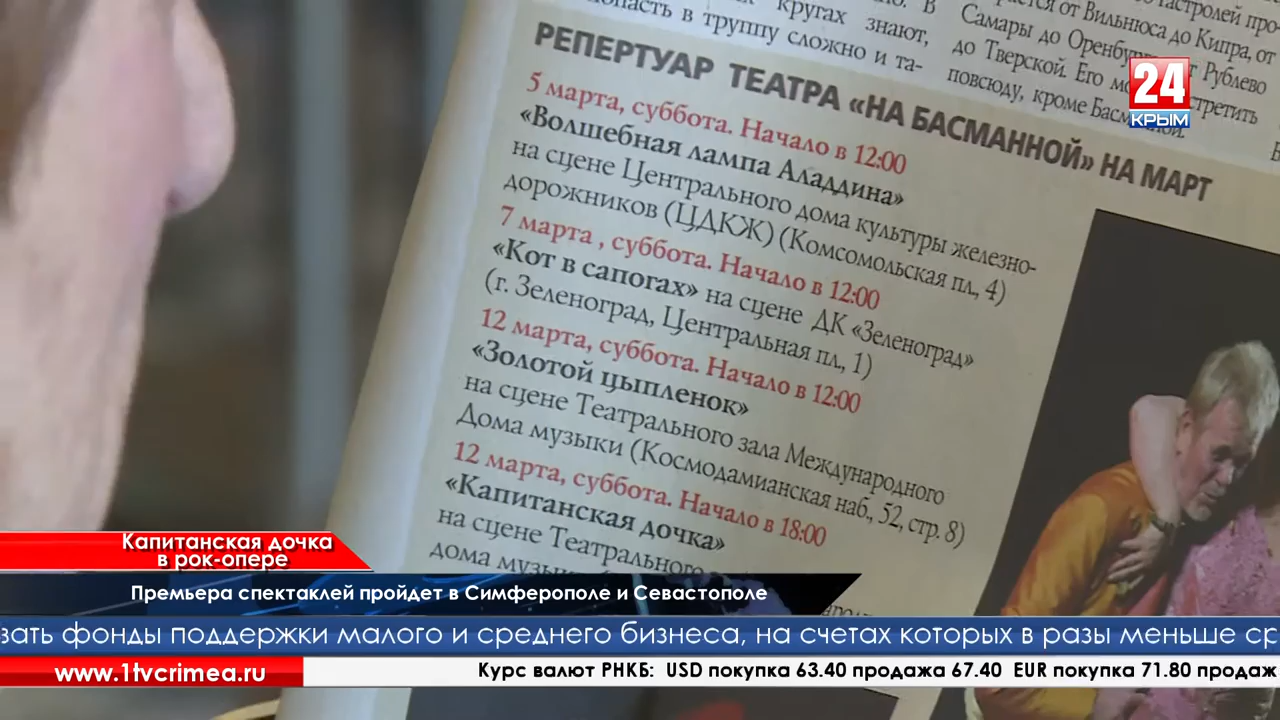 кругах знают,
попасть в труппу сложно и та-
гастролей про-
от Вильнюса до Кипра, от
Самары до
Рублево
до Тверской. Его
повсюду, кроме
24
КРЫМ
РЕПЕРТУАР ТЕАТРА «НА БАСМАННОЙ» НА МАРТ
5 марта, суббота. Начало в 12:00
«Волшебная лампа Аладдина»
на сцене Центрального дома культуры железно-
дорожников (ЦДКЖ) (Комсомольская пл., 4)
7 марта , суббота. Начало в 12:00
«Кот в сапогах» на сцене ДК «Зеленоград»
(г. Зеленоград, Центральная пл., 1)
12 марта, суббота. Начало в 12:00
«Золотой цыпленок»
на сцене Театрального зала Международного
Дома музыки (Космодамианская наб., 52, стр. 8)
12 марта, суббота. Начало в 18:00
«Капитанская дочка»
на сцене Театрального
дома
Капитанская дочка
в рок-опере
Премьера спектаклей пройдет в Симферополе и Севастополе
зать фонды поддержки малого и среднего бизнеса, на счетах которых в разы меньше ср
www.1tvcrimea.ru
Курс валют РНКБ: USD покупка 63.40 продажа 67.40 EUR покупка 71.80 продаж